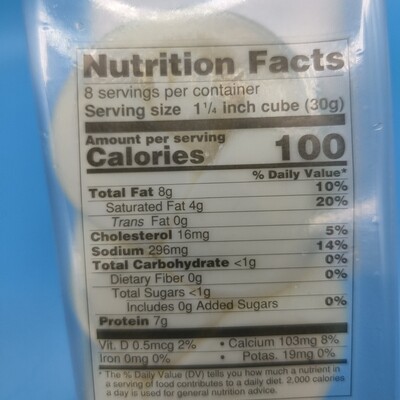 Nutrition Facts
8 servings per container
Serving size 1 1/4 inch cube (30g)
Amount per serving
Calories 100
% Daily Value*
Total Fat 8g 10%
Saturated Fat 4g 20%
Trans Fat 0g
Cholesterol 16mg 5%
Sodium 296mg 14%
Total Carbohydrate <1g 0%
Dietary Fiber 0g 0%
Total Sugars <1g
Includes 0g Added Sugars 0%
Protein 7g
Vit. D 0.5mcg 2% • Calcium 103mg 8%
Iron 0mg 0% • Potas. 19mg 0%
* The % Daily Value (DV) tells you how much a nutrient in
a serving of food contributes to a daily diet. 2,000 calories
a day is used for general nutrition advice.